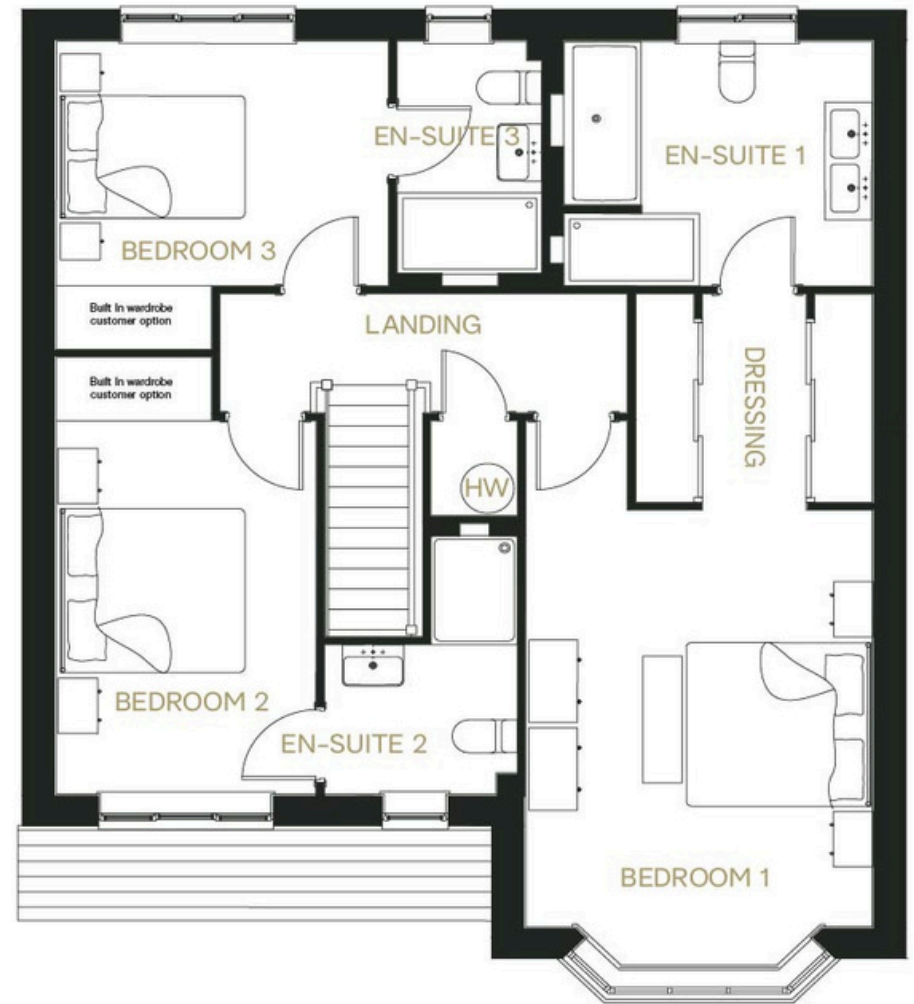 EN-SUITE 3
EN-SUITE 1
BEDROOM 3
Built In wardrobe
customer option
LANDING
Built In wardrobe
customer option
DRESSING
HW
BEDROOM 2
EN-SUITE 2
BEDROOM 1